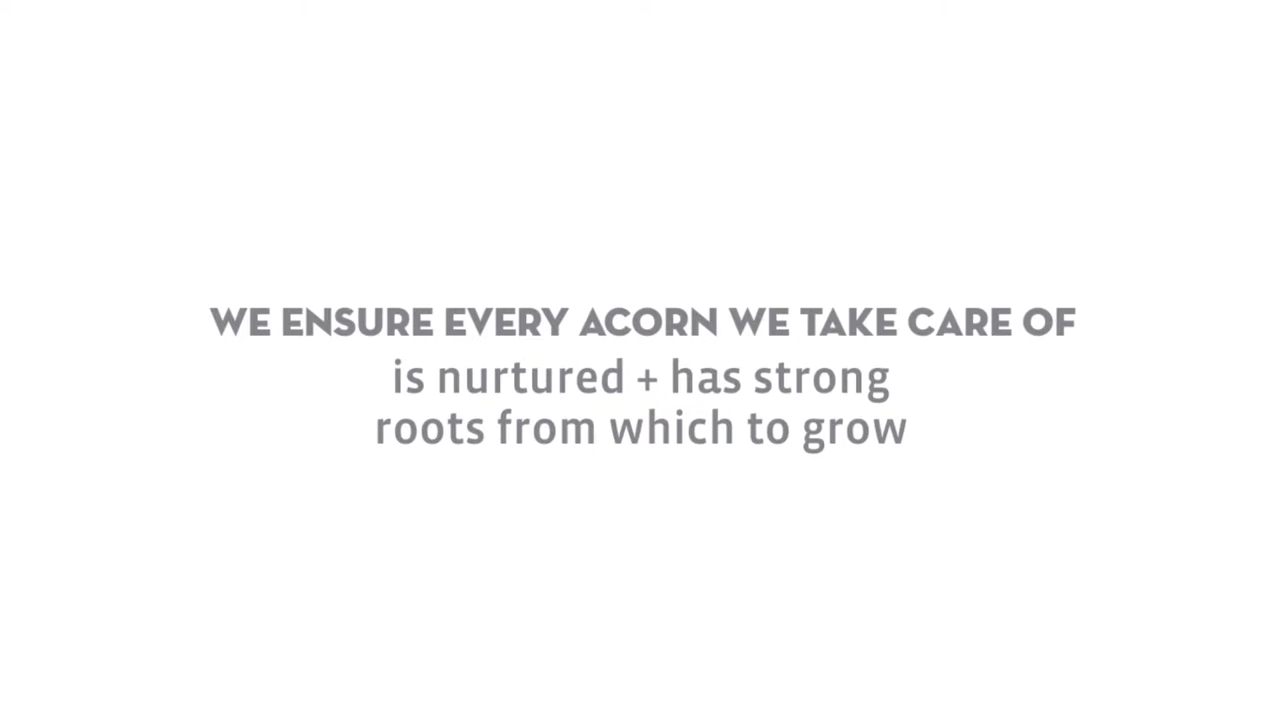 WE ENSURE EVERY ACORN WE TAKE CARE OF
is nurtured + has strong
roots from which to grow